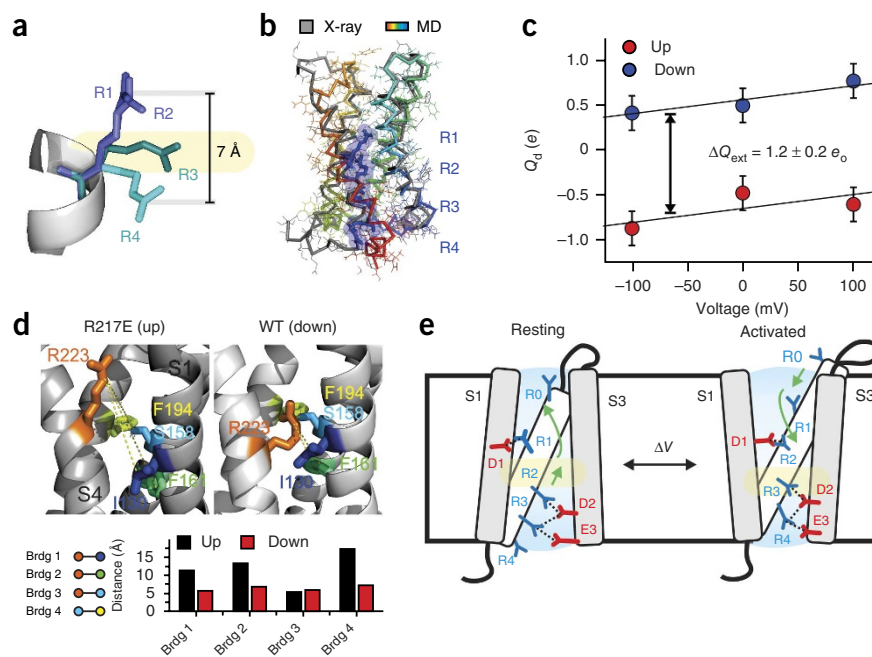 a
R1
R2
R3
R4
7 Å
b
X-ray
MD
R1
R2
R3
R4
c
Up
Down
Q_d (e)
1.0
0.5
0
−0.5
−1.0
ΔQ_ext = 1.2 ± 0.2 e_o
−100
−50
0
50
100
Voltage (mV)
d
R217E (up)
WT (down)
R223
S1
F194
S158
S4
F194
S158
I130
F161
Brdg 1
Brdg 2
Brdg 3
Brdg 4
Distance (Å)
15
10
5
0
Up
Down
Brdg 1
Brdg 2
Brdg 3
Brdg 4
e
Resting
Activated
S1
R0
S3
D1
R1
R2
R3
D2
E3
R4
ΔV
R0
S1
S3
R1
D1
R2
R3
D2
R4
E3